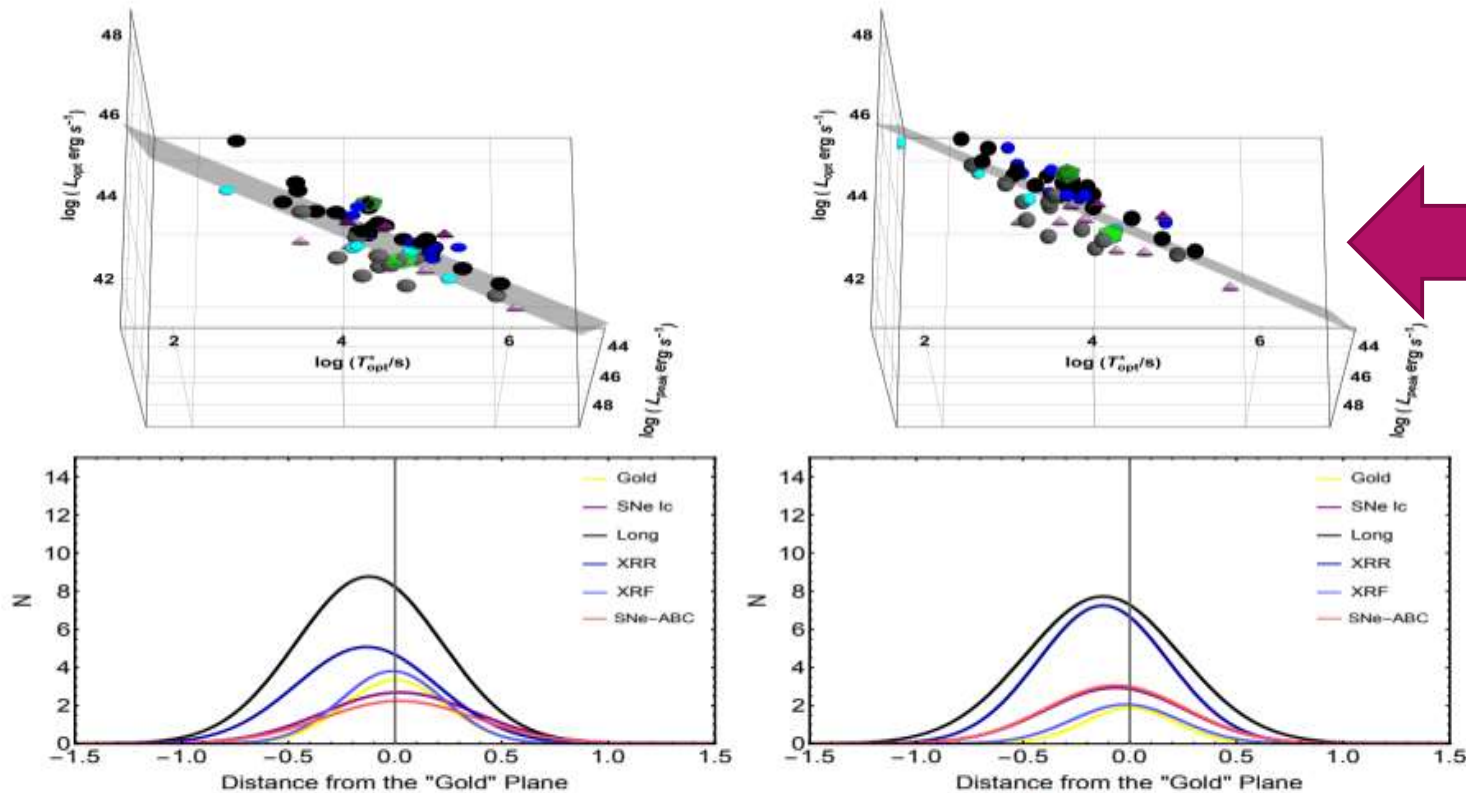 48
46
44
42
log ( L_opt erg s⁻¹)
2
4
6
log (T*_opt/s)
44
46
48
log ( L_peak erg s⁻¹)
48
46
44
42
log ( L_opt erg s⁻¹)
2
4
6
log (T*_opt/s)
44
46
48
log ( L_peak erg s⁻¹)
14
12
10
8
6
4
2
0
N
Gold
SNe Ic
Long
XRR
XRF
SNe-ABC
-1.5 -1.0 -0.5 0.0 0.5 1.0 1.5
Distance from the "Gold" Plane
14
12
10
8
6
4
2
0
N
Gold
SNe Ic
Long
XRR
XRF
SNe-ABC
-1.5 -1.0 -0.5 0.0 0.5 1.0 1.5
Distance from the "Gold" Plane